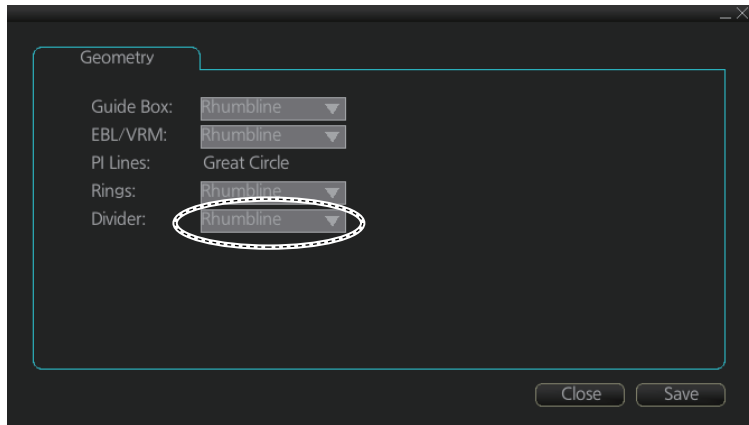 Geometry
Guide Box: Rhumbline
EBL/VRM: Rhumbline
PI Lines: Great Circle
Rings: Rhumbline
Divider: Rhumbline
Close Save